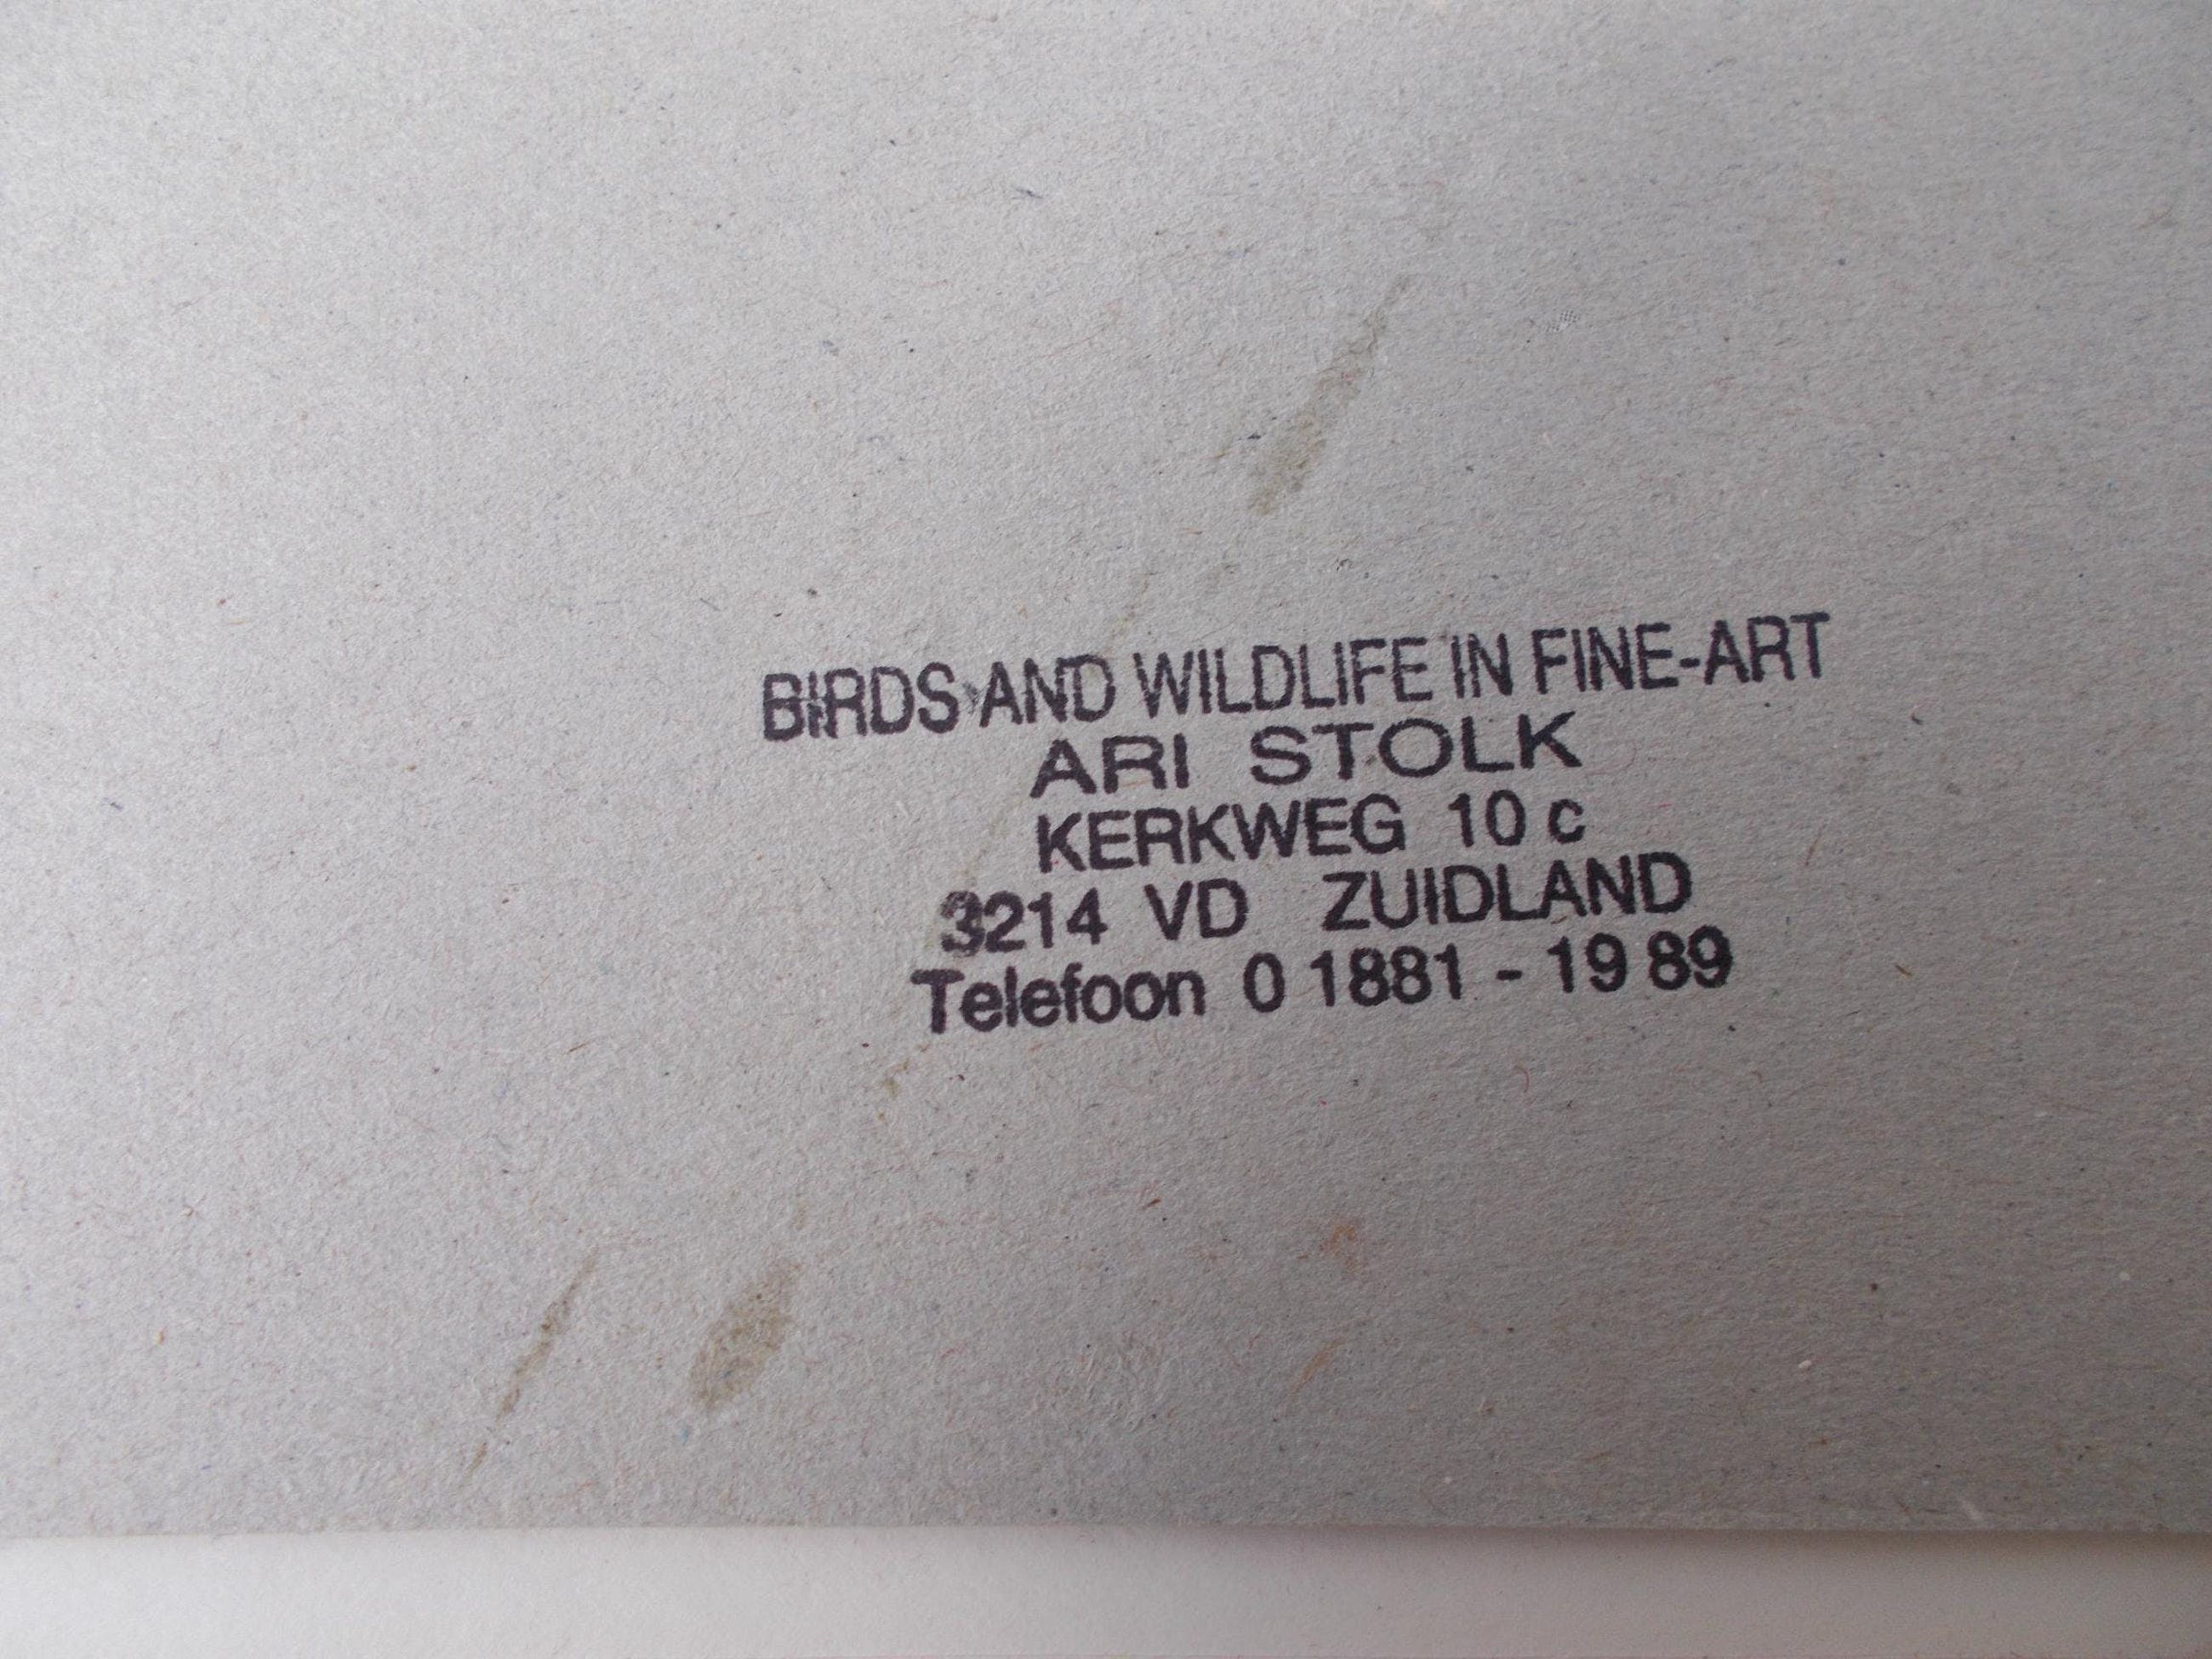 BIRDS AND WILDLIFE IN FINE-ART
ARI STOLK
KERKWEG 10 c
3214 VD ZUIDLAND
Telefoon 0 1881 - 19 89